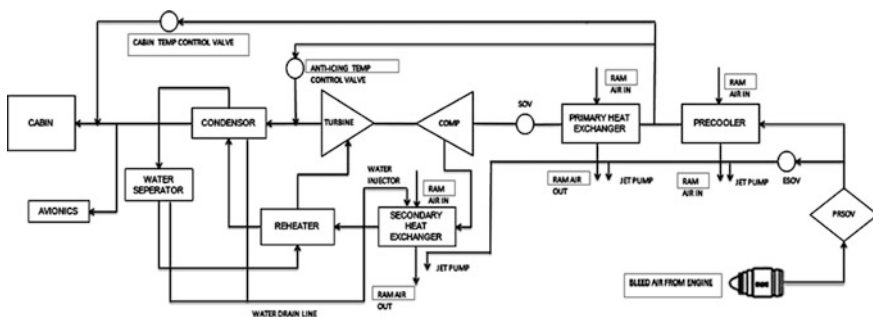 CABIN TEMP CONTROL VALVE
ANTI-ICING TEMP
CONTROL VALVE
RAM
AIR IN
RAM
AIR IN
SOV
CABIN
CONDENSOR
TURBINE
COMP
PRIMARY HEAT
EXCHANGER
PRECOOLER
WATER
SEPERATOR
WATER
INJECTOR
RAM
AIR IN
RAM AIR
OUT
JET PUMP
RAM AIR
IN
JET PUMP
ESOV
AVIONICS
REHEATER
SECONDARY
HEAT
EXCHANGER
PRSOV
JET PUMP
RAM AIR
OUT
BLEED AIR FROM ENGINE
WATER DRAIN LINE